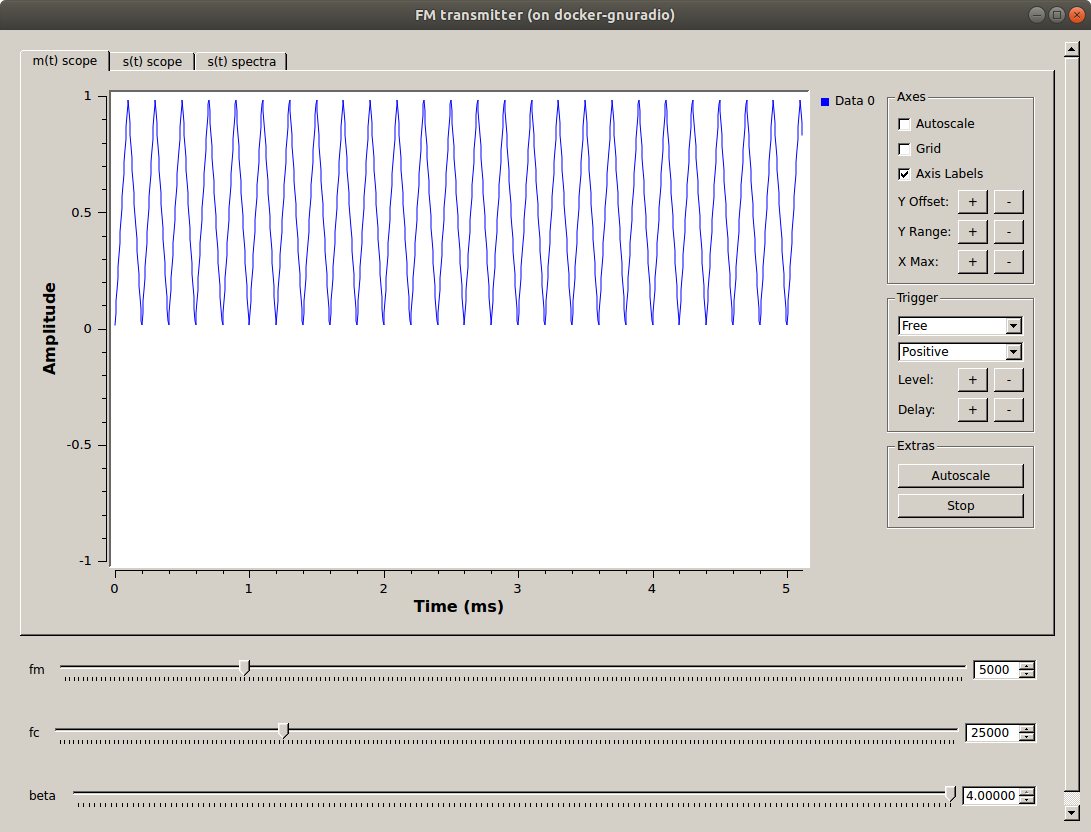 FM transmitter (on docker-gnuradio)
m(t) scope
s(t) scope
s(t) spectra
1
0.5
0
-0.5
-1
Amplitude
0 1 2 3 4 5
Time (ms)
Data 0
Axes
Autoscale
Grid
Axis Labels
Y Offset: + -
Y Range: + -
X Max: + -
Trigger
Free
Positive
Level: + -
Delay: + -
Extras
Autoscale
Stop
fm 5000
fc 25000
beta 4.00000